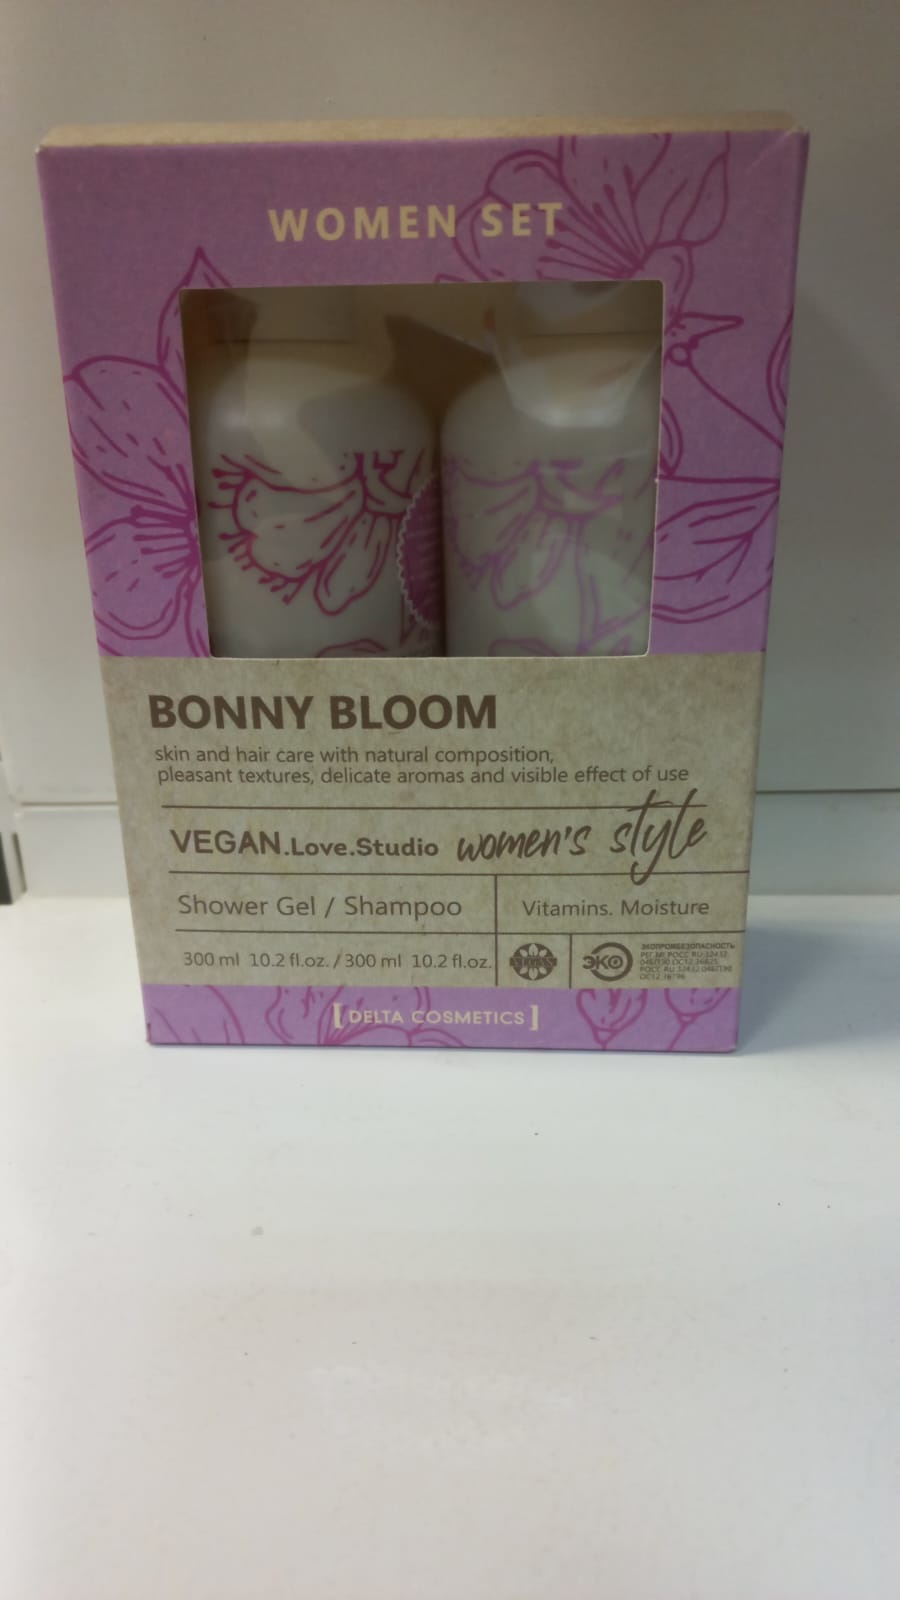 WOMEN SET
BONNY BLOOM
skin and hair care with natural composition,
pleasant textures, delicate aromas and visible effect of use
VEGAN.Love.Studio women's style
Shower Gel / Shampoo
Vitamins. Moisture
300 ml 10.2 fl.oz. / 300 ml 10.2 fl.oz.
VEGAN
ЭКО
ЭКОПРОМБЕЗОПАСНОСТЬ
[DELTA COSMETICS]